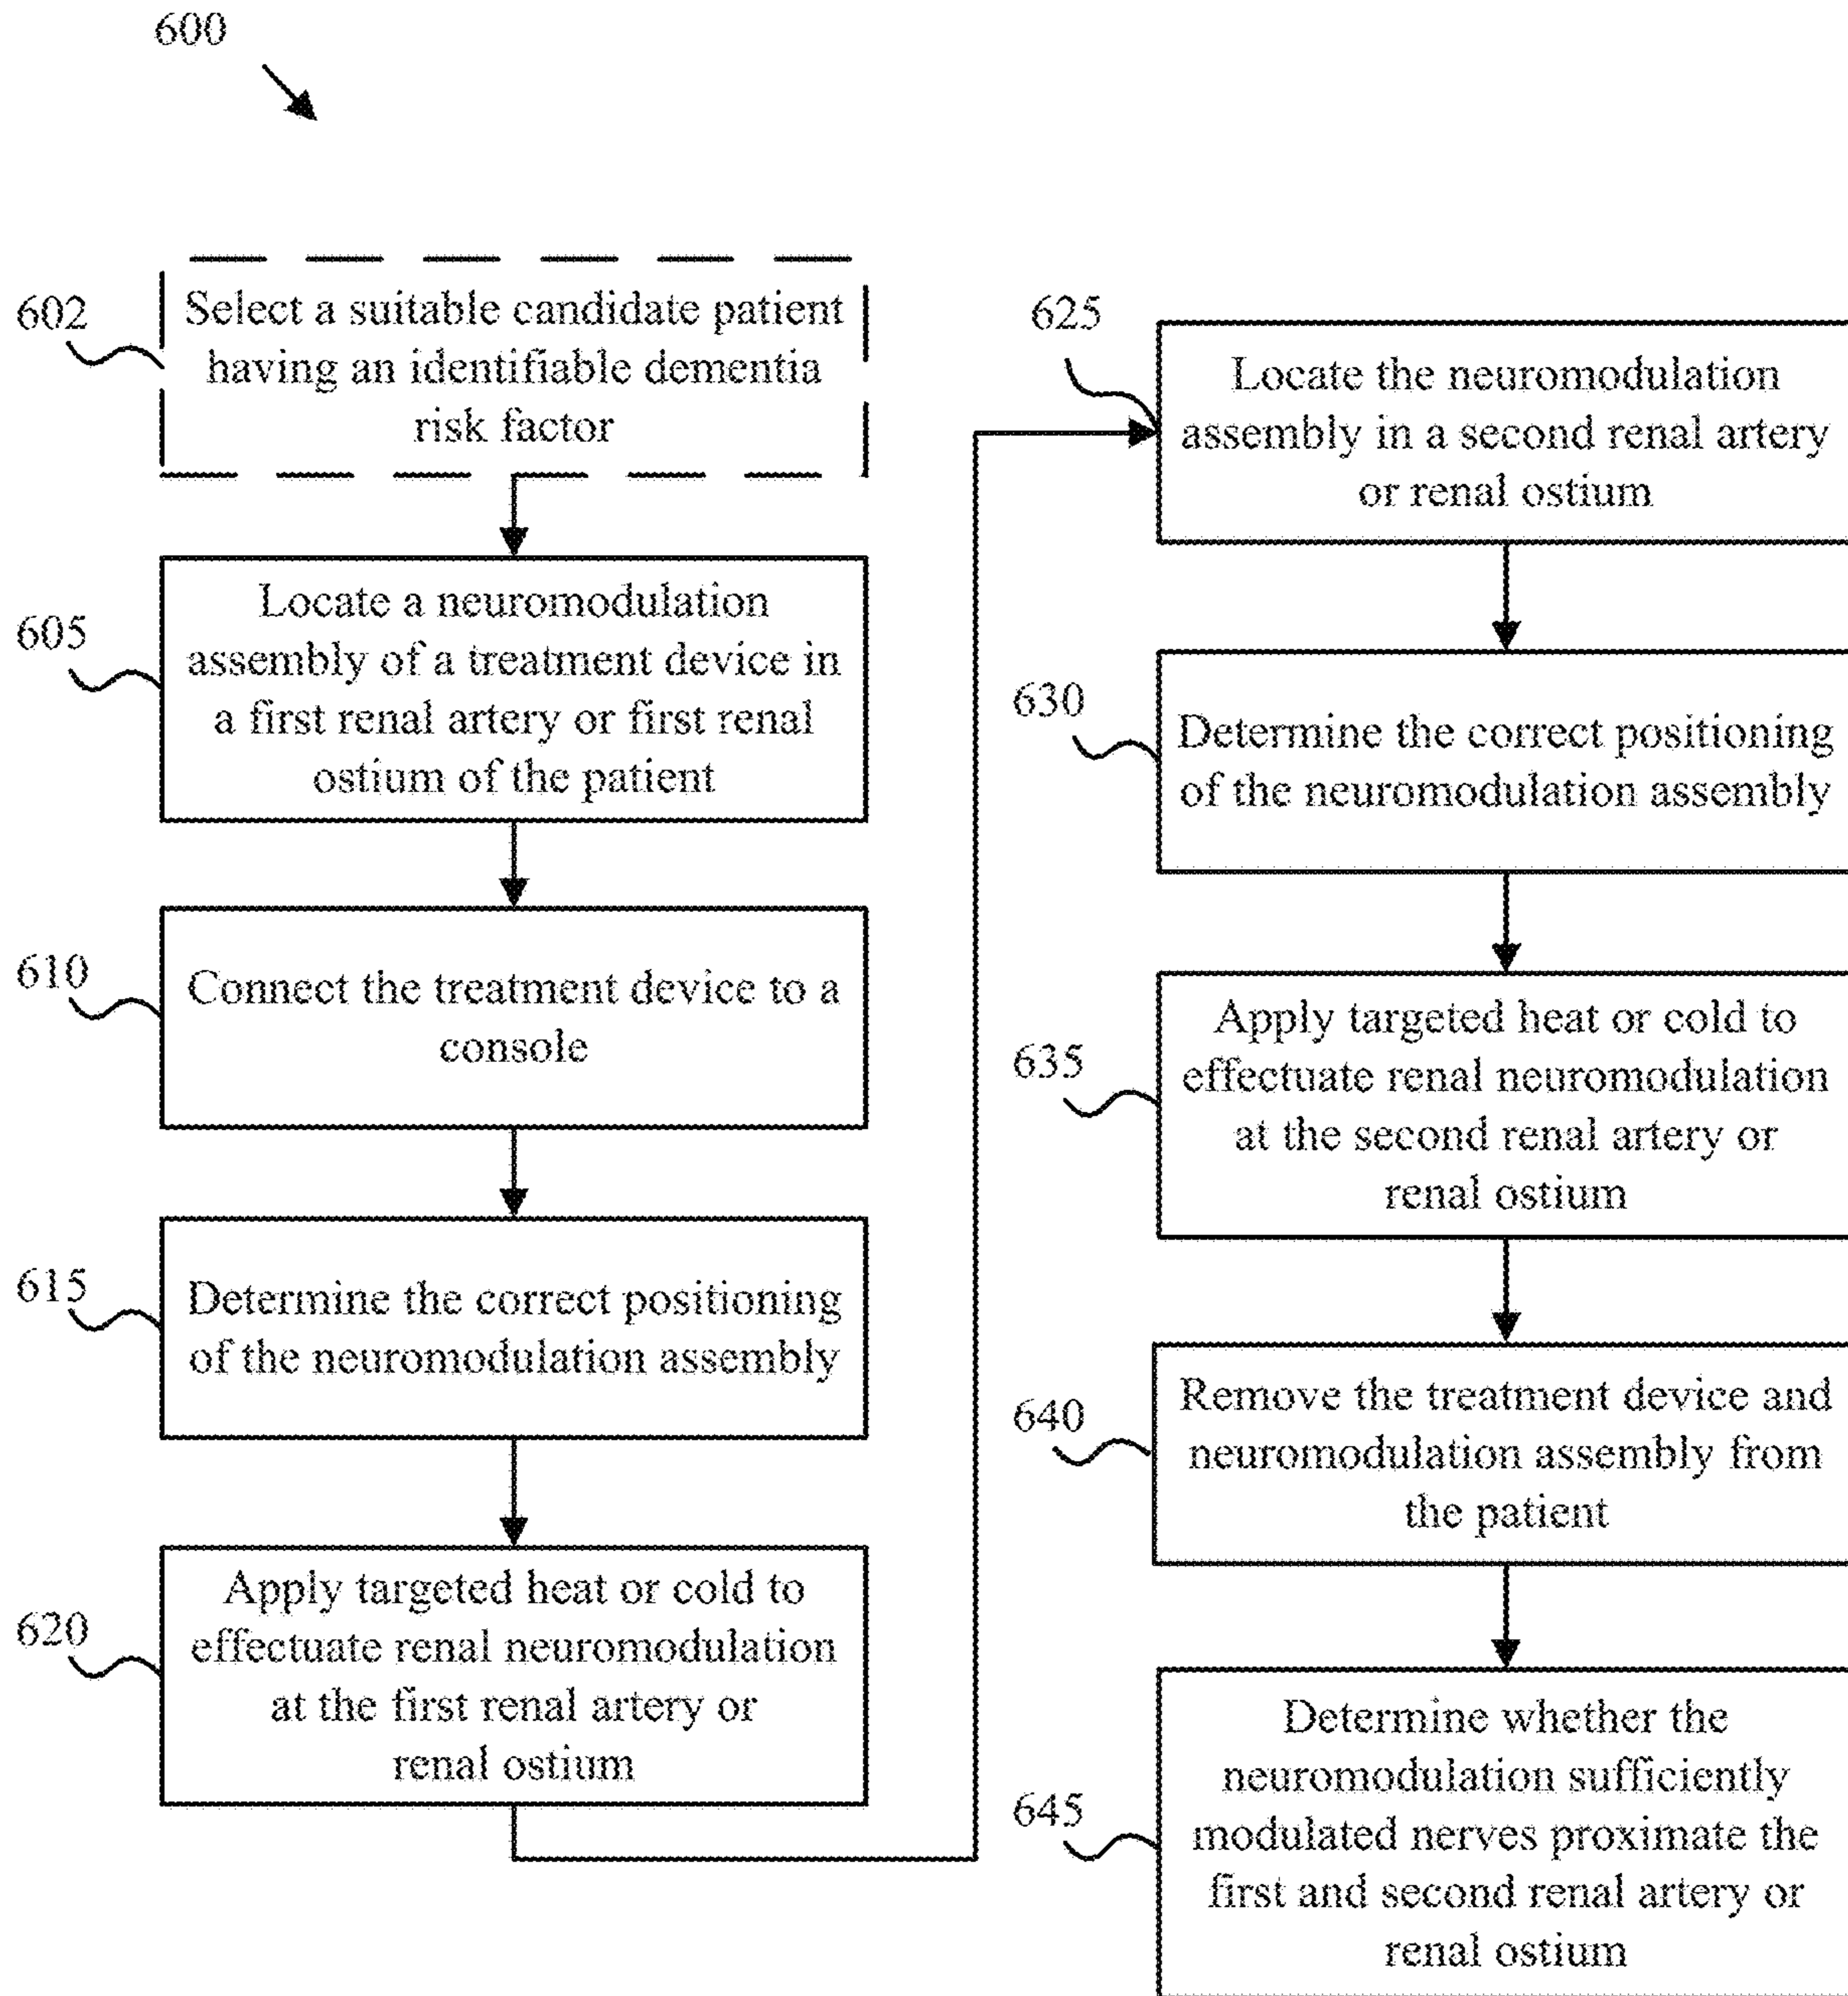 600
602
Select a suitable candidate patient
having an identifiable dementia
risk factor
605
Locate a neuromodulation
assembly of a treatment device in
a first renal artery or first renal
ostium of the patient
610
Connect the treatment device to a
console
615
Determine the correct positioning
of the neuromodulation assembly
620
Apply targeted heat or cold to
effectuate renal neuromodulation
at the first renal artery or
renal ostium
625
Locate the neuromodulation
assembly in a second renal artery
or renal ostium
630
Determine the correct positioning
of the neuromodulation assembly
635
Apply targeted heat or cold to
effectuate renal neuromodulation
at the second renal artery or
renal ostium
640
Remove the treatment device and
neuromodulation assembly from
the patient
645
Determine whether the
neuromodulation sufficiently
modulated nerves proximate the
first and second renal artery or
renal ostium